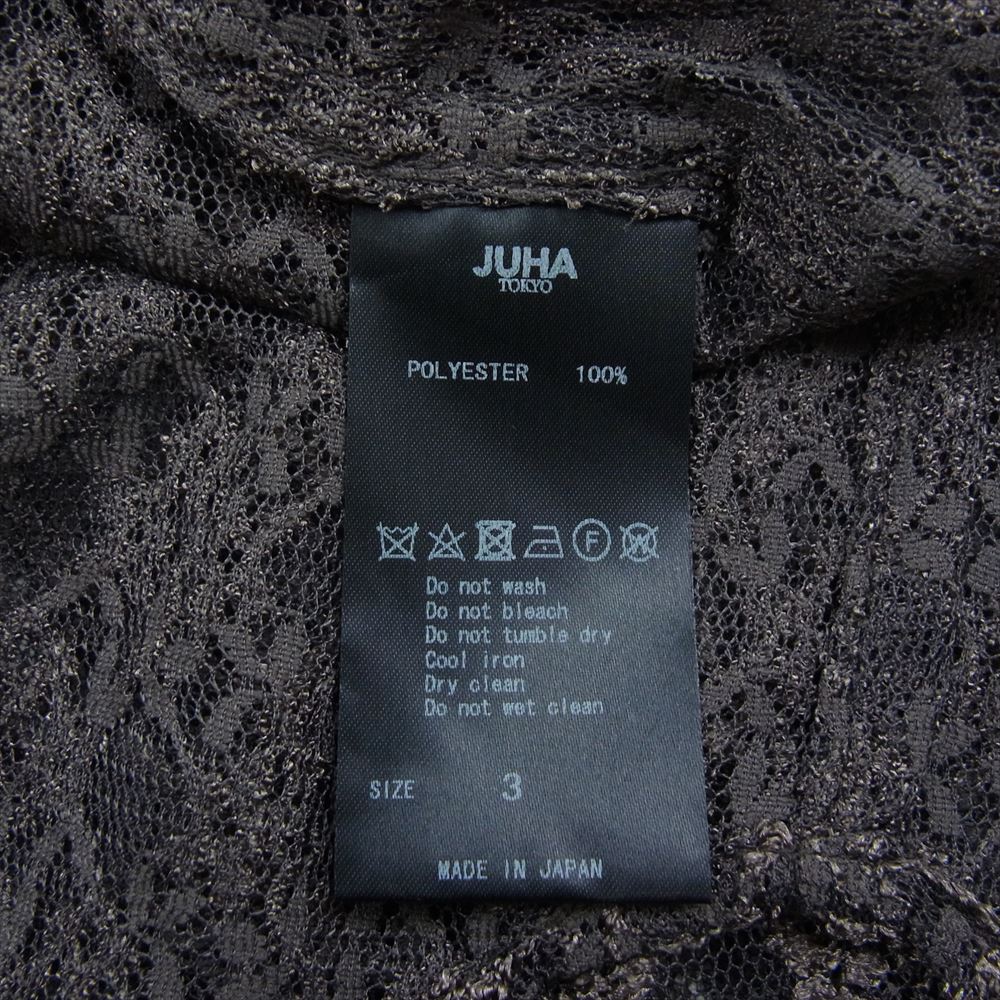 JUHA
TOKYO
POLYESTER 100%
F W
Do not wash
Do not bleach
Do not tumble dry
Cool iron
Dry clean
Do not wet clean
SIZE 3
MADE IN JAPAN